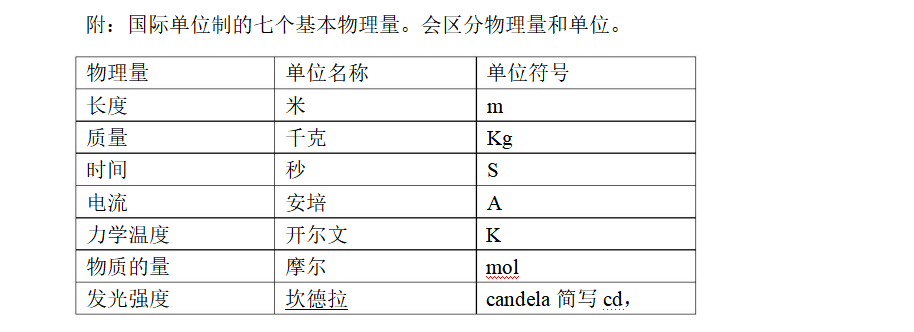 附：国际单位制的七个基本物理量。会区分物理量和单位。
物理量 单位名称 单位符号
长度 米 m
质量 千克 Kg
时间 秒 S
电流 安培 A
力学温度 开尔文 K
物质的量 摩尔 mol
发光强度 坎德拉 candela 简写 cd，